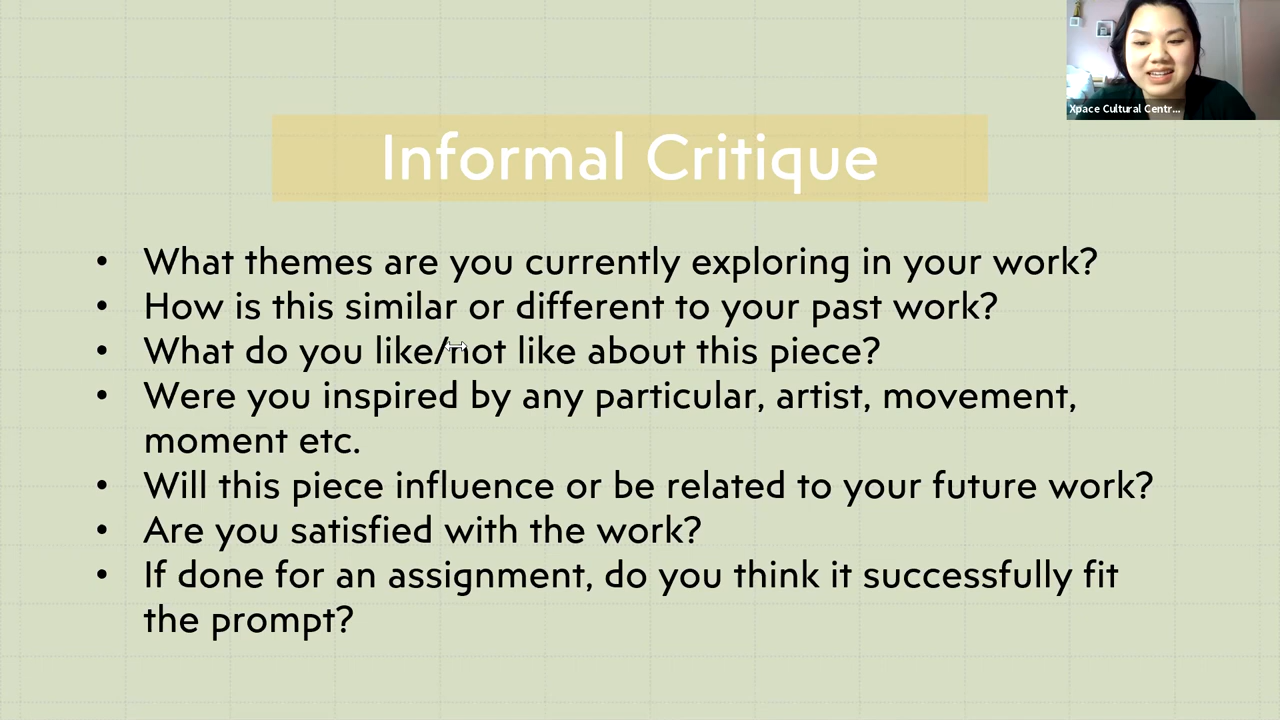 Xpace Cultural Centr...
Informal Critique
• What themes are you currently exploring in your work?
• How is this similar or different to your past work?
• What do you like/not like about this piece?
• Were you inspired by any particular, artist, movement,
moment etc.
• Will this piece influence or be related to your future work?
• Are you satisfied with the work?
• If done for an assignment, do you think it successfully fit
the prompt?